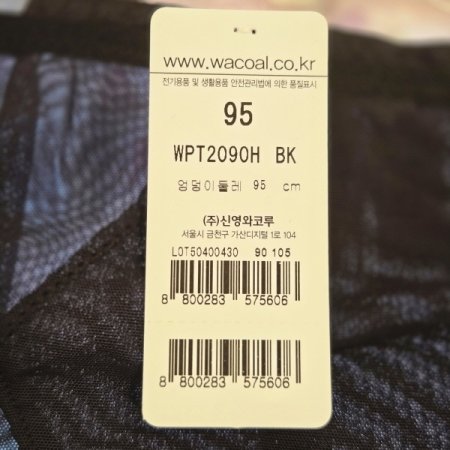 www.wacoal.co.kr
전기용품 및 생활용품 안전관리법에 의한 품질표시
95
WPT2090H BK
엉덩이둘레 95 cm
(주)신영와코루
서울시 금천구 가산디지털 1로 104
LOT50400430 90 105
8 800283 575606
8 800283 575606